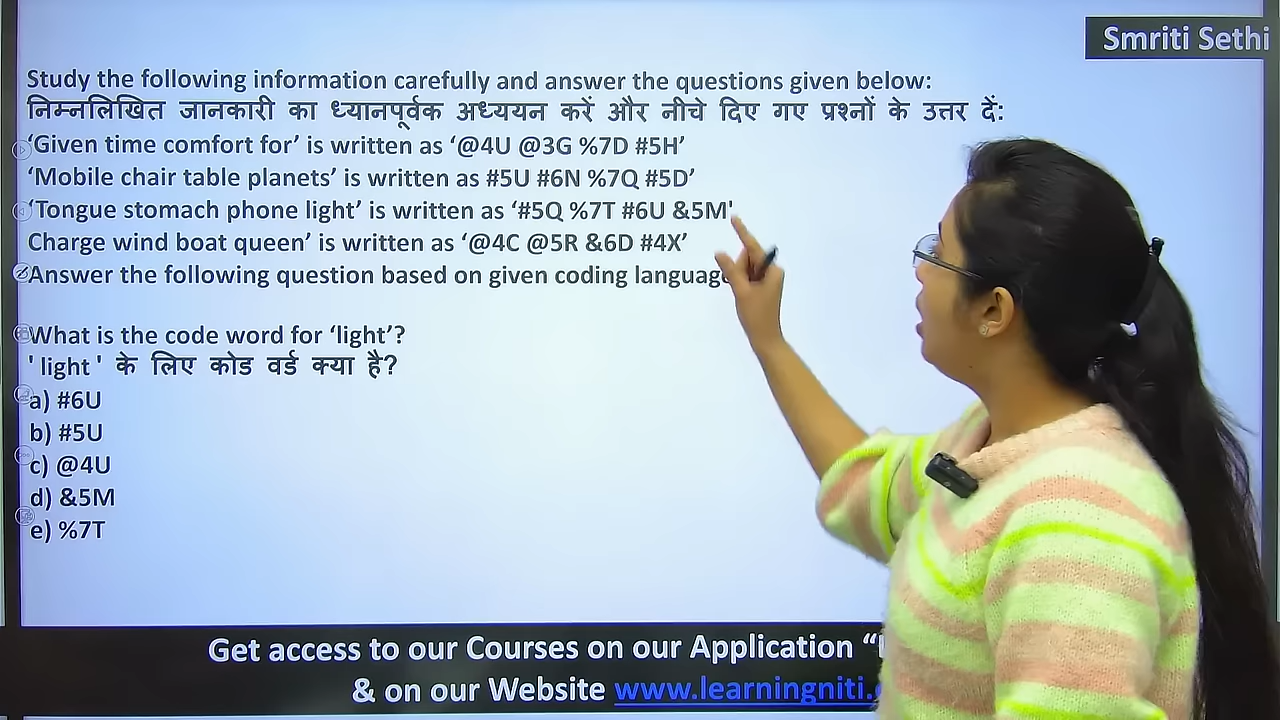 Smriti Sethi
Study the following information carefully and answer the questions given below:
निम्नलिखित जानकारी का ध्यानपूर्वक अध्ययन करें और नीचे दिए गए प्रश्नों के उत्तर दें:
‘Given time comfort for’ is written as ‘@4U @3G %7D #5H’
‘Mobile chair table planets’ is written as #5U #6N %7Q #5D’
‘Tongue stomach phone light’ is written as ‘#5Q %7T #6U &5M'
Charge wind boat queen’ is written as ‘@4C @5R &6D #4X’
Answer the following question based on given coding language
What is the code word for ‘light’?
' light ' के लिए कोड वर्ड क्या है?
a) #6U
b) #5U
c) @4U
d) &5M
e) %7T
Get access to our Courses on our Application “
& on our Website www.learningniti.